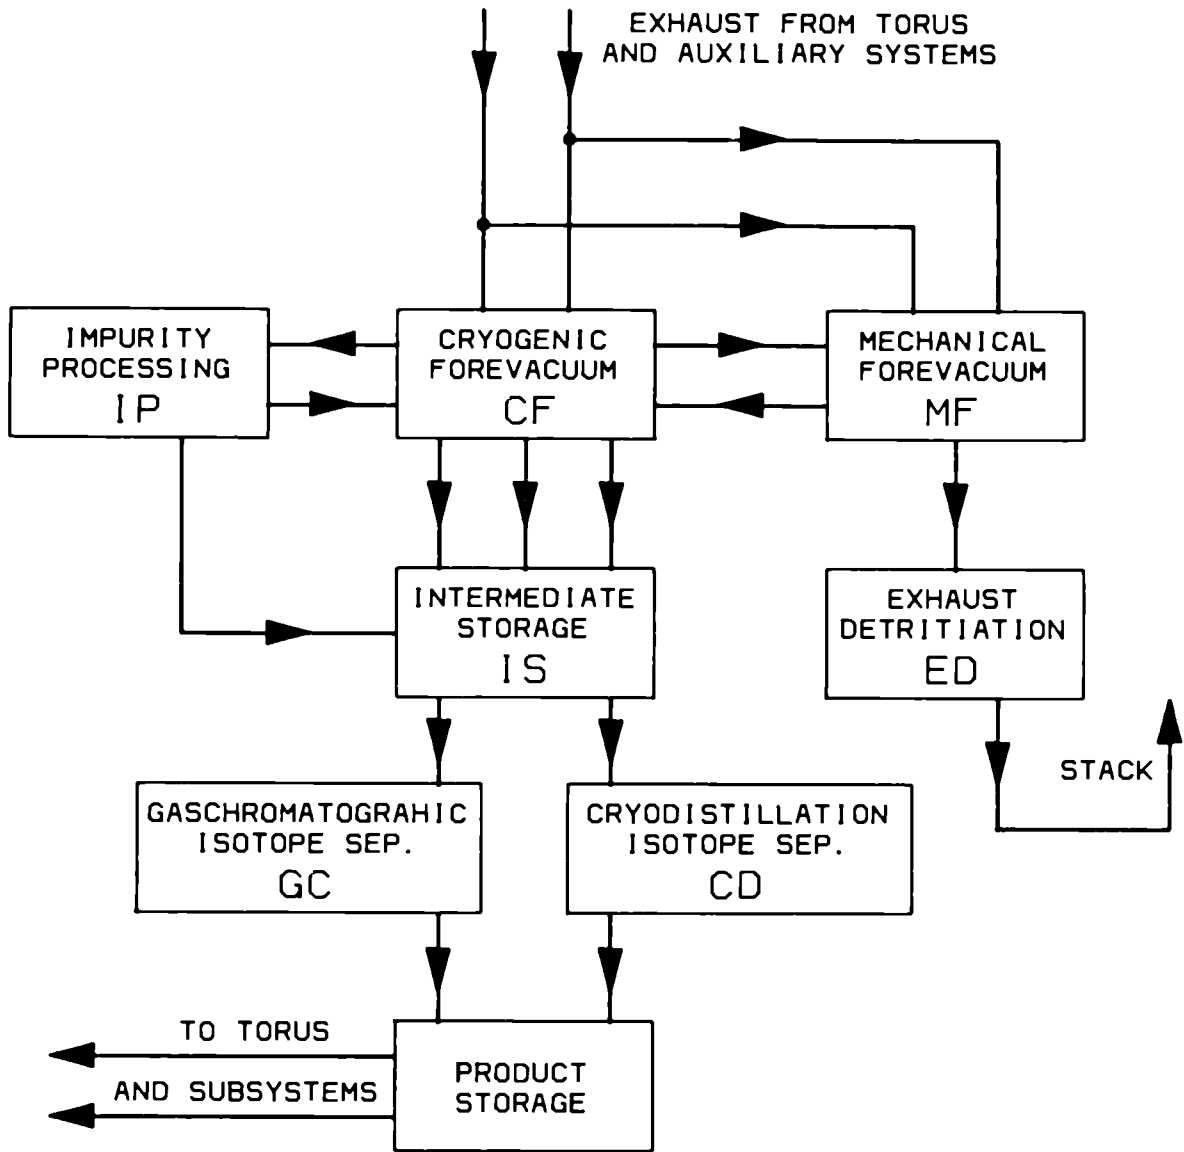 EXHAUST FROM TORUS
AND AUXILIARY SYSTEMS
IMPURITY
PROCESSING
IP
CRYOGENIC
FOREVACUUM
CF
MECHANICAL
FOREVACUUM
MF
INTERMEDIATE
STORAGE
IS
EXHAUST
DETRITIATION
ED
STACK
GASCHROMATOGRAHIC
ISOTOPE SEP.
GC
CRYODISTILLATION
ISOTOPE SEP.
CD
TO TORUS
AND SUBSYSTEMS
PRODUCT
STORAGE